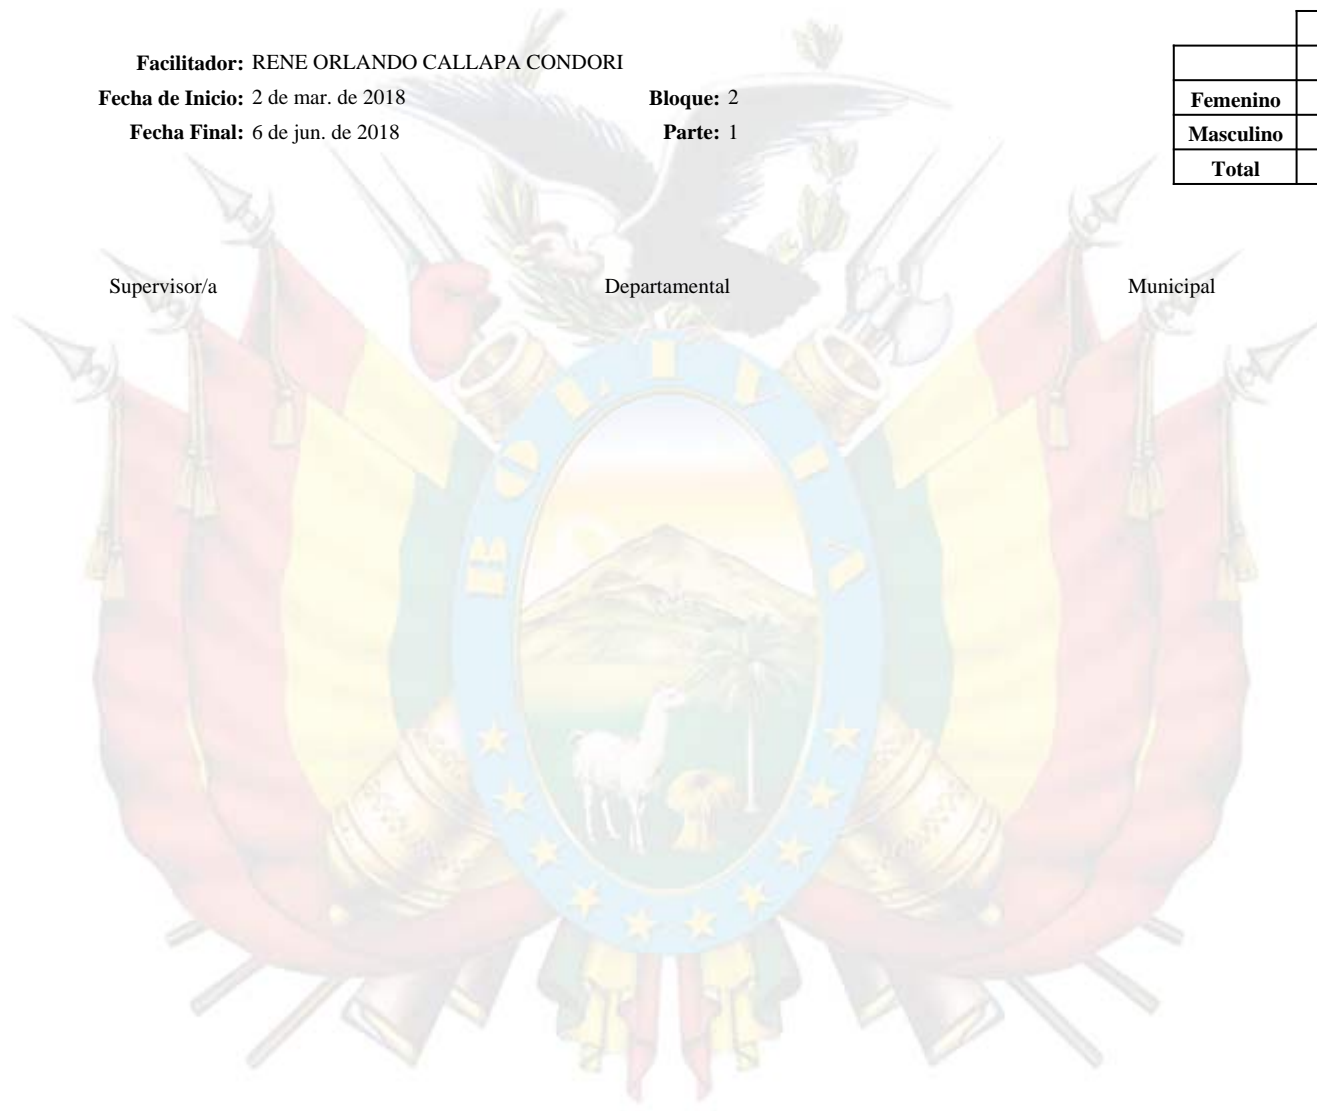 Facilitador: RENE ORLANDO CALLAPA CONDORI
Fecha de Inicio: 2 de mar. de 2018 Bloque: 2
Fecha Final: 6 de jun. de 2018 Parte: 1
Femenino
Masculino
Total
Supervisor/a Departamental Municipal
BOLIVIA